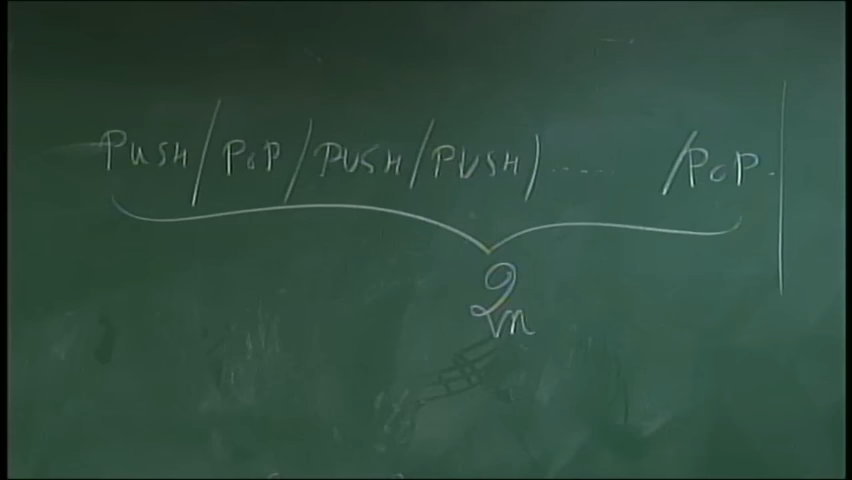 PUSH / POP / PUSH / PUSH / ...... / POP.
2n